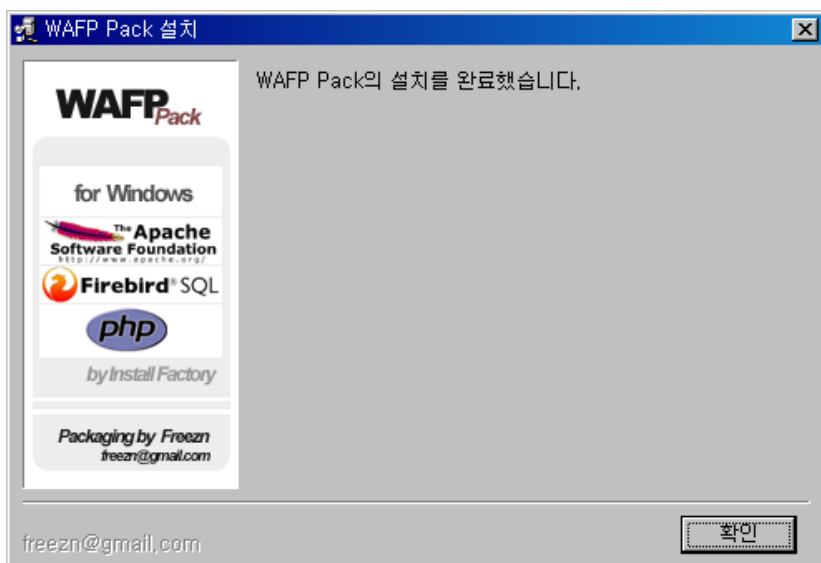 WAFP Pack 설치
WAFP Pack
for Windows
The Apache
Software Foundation
http://www.apache.org/
Firebird® SQL
php
by Install Factory
Packaging by Freezn
freezn@gmail.com
WAFP Pack의 설치를 완료했습니다.
freezn@gmail.com
확인